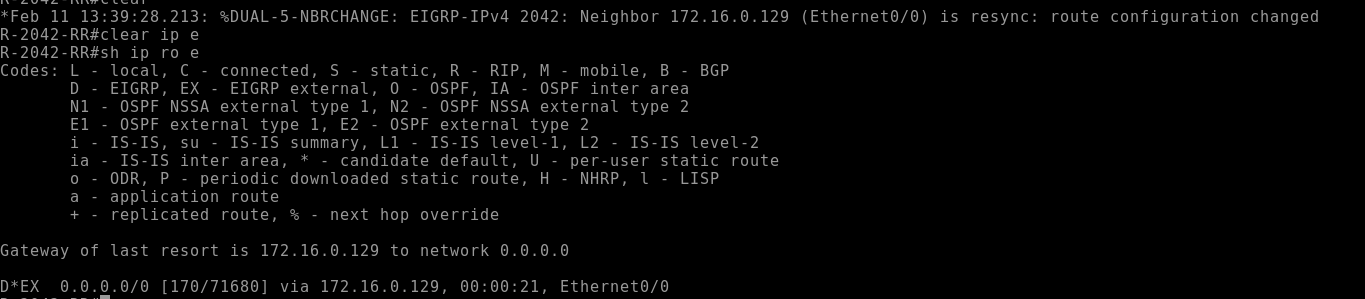 R-2042-RR#clear
*Feb 11 13:39:28.213: %DUAL-5-NBRCHANGE: EIGRP-IPv4 2042: Neighbor 172.16.0.129 (Ethernet0/0) is resync: route configuration changed
R-2042-RR#clear ip e
R-2042-RR#sh ip ro e
Codes: L - local, C - connected, S - static, R - RIP, M - mobile, B - BGP
       D - EIGRP, EX - EIGRP external, O - OSPF, IA - OSPF inter area
       N1 - OSPF NSSA external type 1, N2 - OSPF NSSA external type 2
       E1 - OSPF external type 1, E2 - OSPF external type 2
       i - IS-IS, su - IS-IS summary, L1 - IS-IS level-1, L2 - IS-IS level-2
       ia - IS-IS inter area, * - candidate default, U - per-user static route
       o - ODR, P - periodic downloaded static route, H - NHRP, l - LISP
       a - application route
       + - replicated route, % - next hop override
Gateway of last resort is 172.16.0.129 to network 0.0.0.0
D*EX  0.0.0.0/0 [170/71680] via 172.16.0.129, 00:00:21, Ethernet0/0
R-2042-RR#